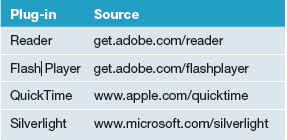 Plug-in Source
Reader get.adobe.com/reader
Flash|Player get.adobe.com/flashplayer
QuickTime www.apple.com/quicktime
Silverlight www.microsoft.com/silverlight